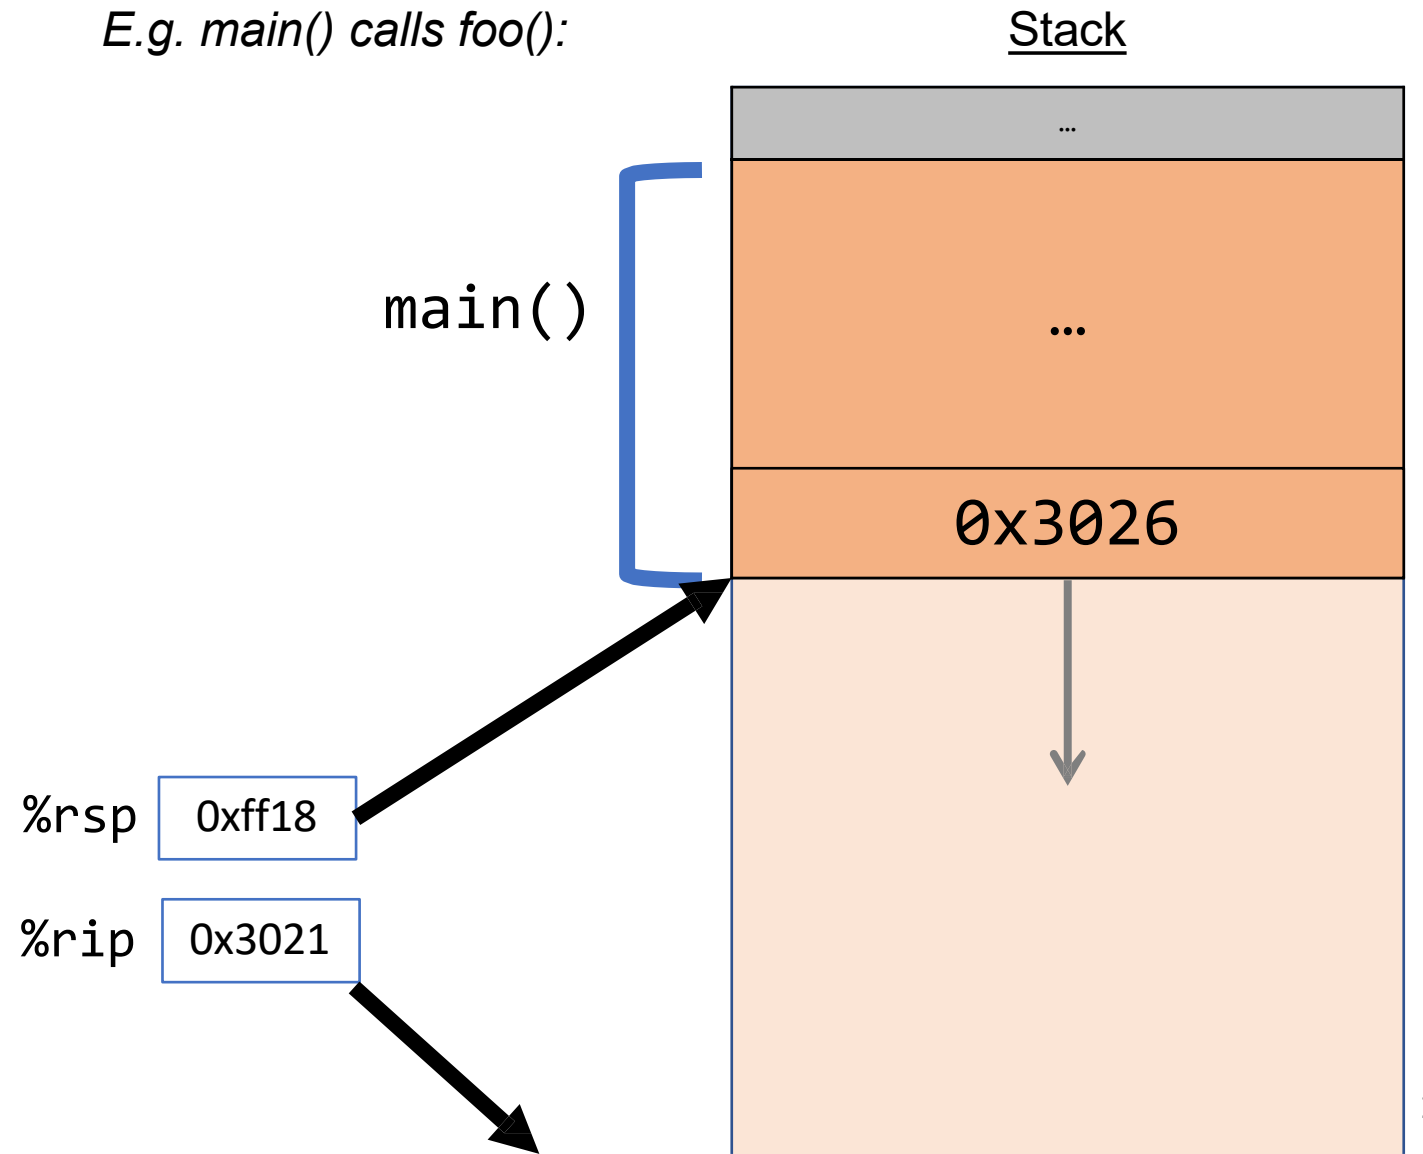 E.g. main() calls foo():
Stack
…
main()
…
0x3026
%rsp
0xff18
%rip
0x3021